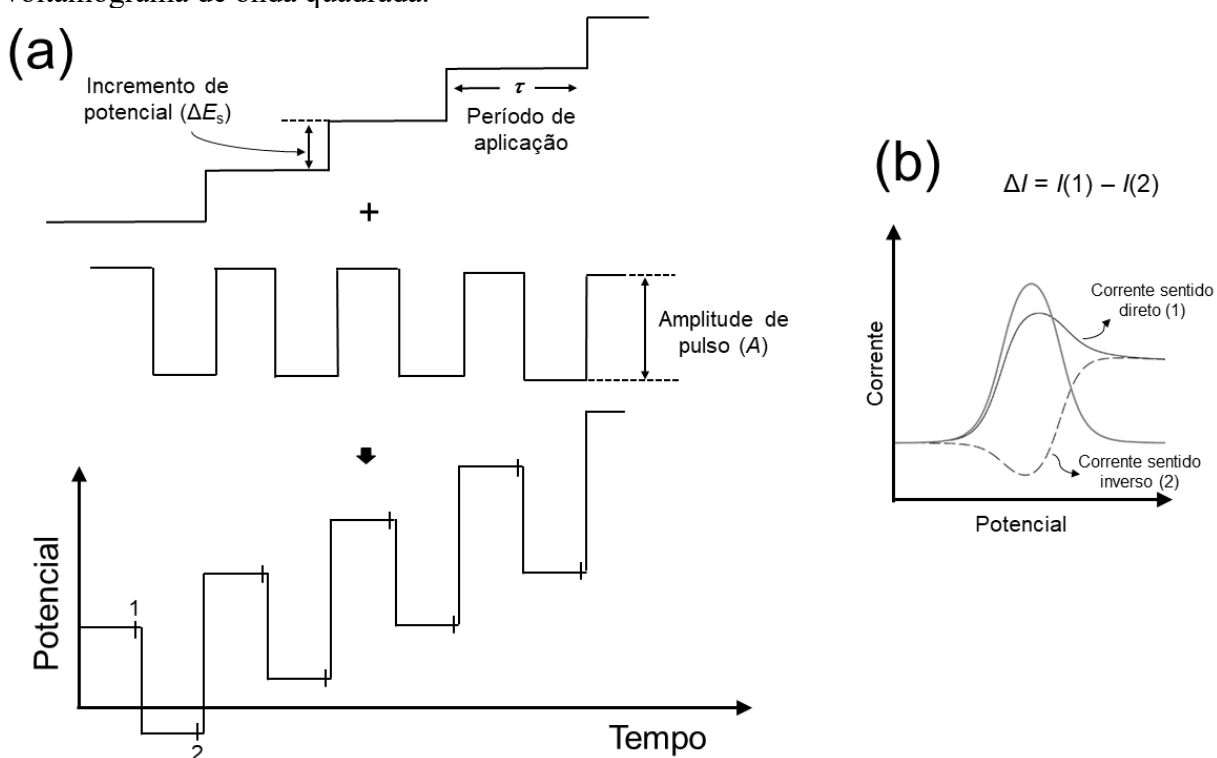 voltamograma de onda quadrada.
(a)
Incremento de
potencial (ΔEs)
τ
Período de
aplicação
+
Amplitude de
pulso (A)
Potencial
1
2
Tempo
(b)
ΔI = I(1) – I(2)
Corrente
Corrente sentido
direto (1)
Corrente sentido
inverso (2)
Potencial